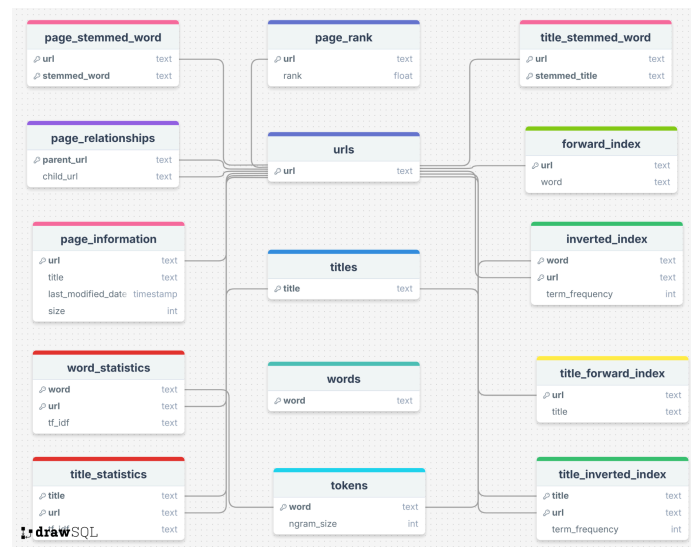 page_stemmed_word
url text
stemmed_word text
page_rank
url text
rank float
title_stemmed_word
url text
stemmed_title text
page_relationships
parent_url text
child_url text
urls
url text
forward_index
url text
word text
page_information
url text
title text
last_modified_date timestamp
size int
titles
title text
inverted_index
word text
url text
term_frequency int
word_statistics
word text
url text
tf_idf text
words
word text
title_forward_index
url text
title text
title_statistics
title text
url text
tf_idf text
tokens
word text
ngram_size int
title_inverted_index
title text
url text
term_frequency int
drawSQL